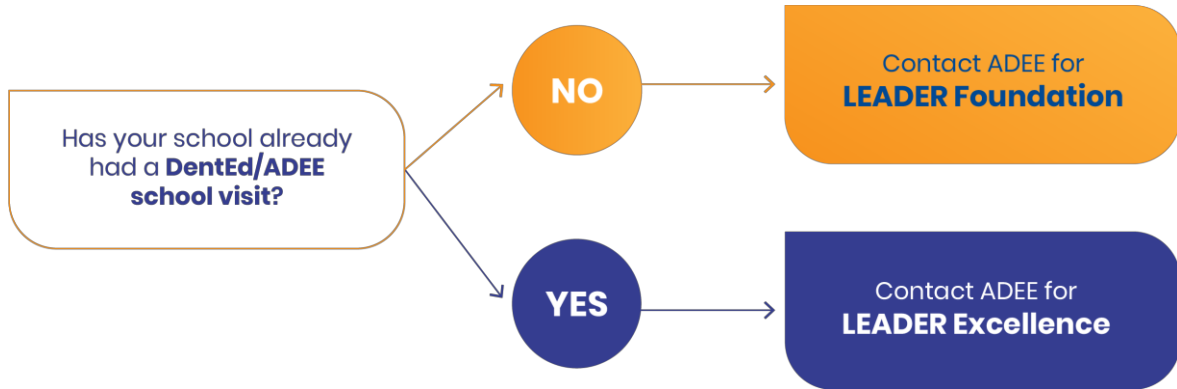 Has your school already
had a DentEd/ADEE
school visit?
NO
Contact ADEE for
LEADER Foundation
YES
Contact ADEE for
LEADER Excellence